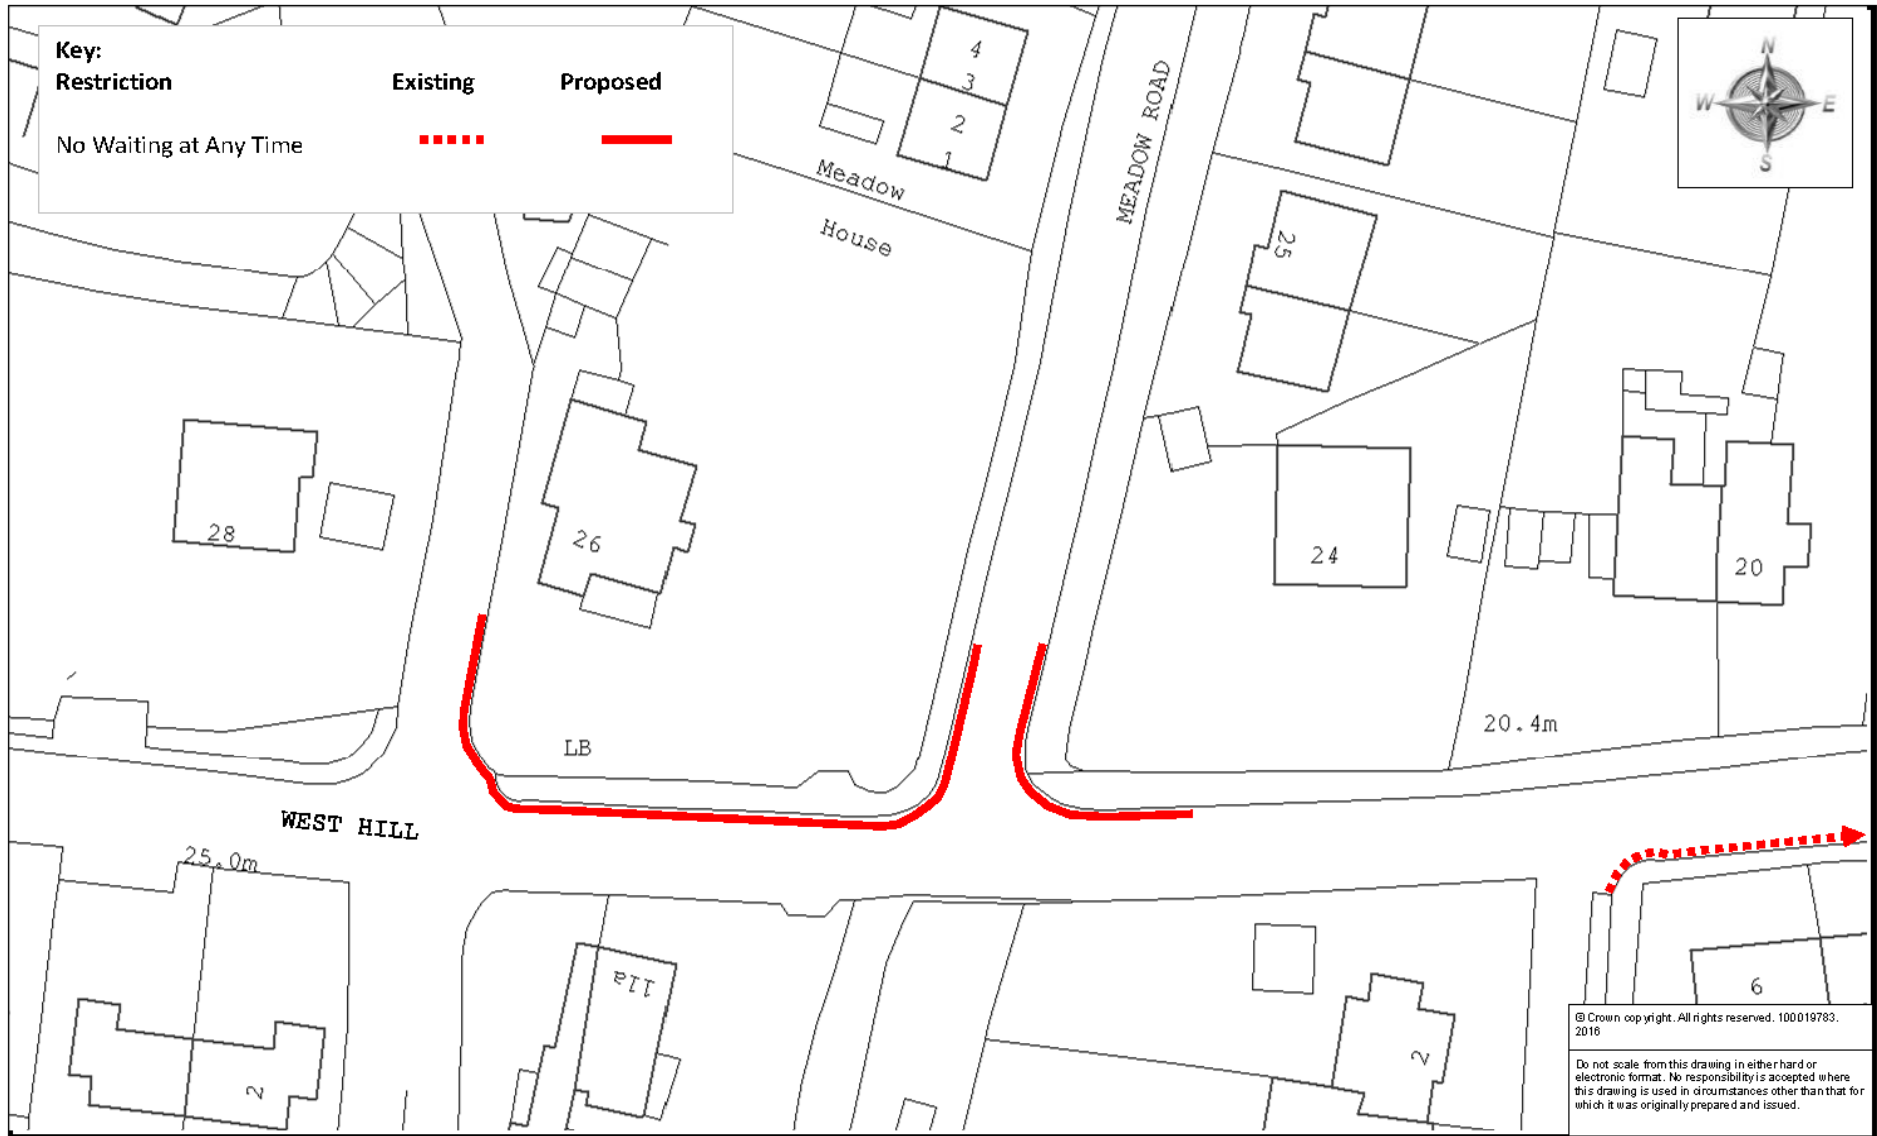 Key:
Restriction Existing Proposed
No Waiting at Any Time
N
W E
S
4
3
2
1
Meadow
House
MEADOW ROAD
25
28
26
24
20
LB
20.4m
WEST HILL
25.0m
11a
2
2
6
© Crown copyright. All rights reserved. 100019783.
2016
Do not scale from this drawing in either hard or
electronic format. No responsibility is accepted where
this drawing is used in circumstances other than that for
which it was originally prepared and issued.